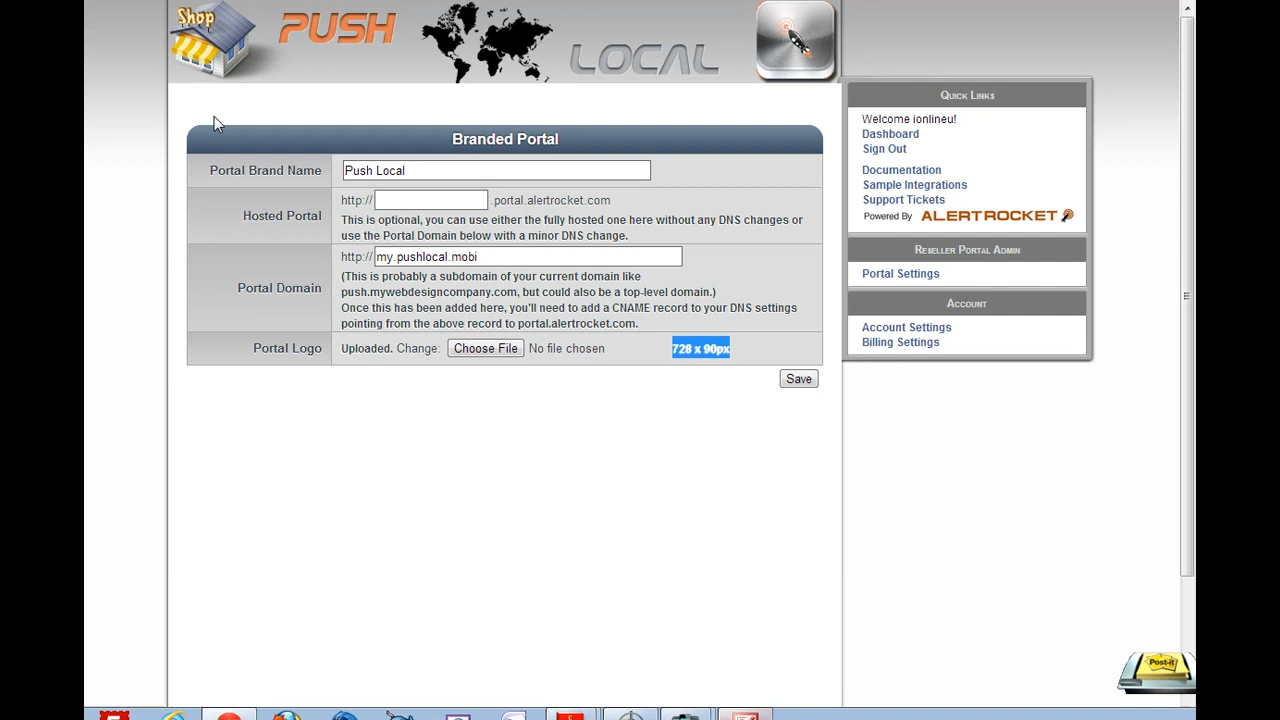 Shop
PUSH
LOCAL
Quick Links
Welcome ionlineu!
Dashboard
Sign Out
Documentation
Sample Integrations
Support Tickets
Powered By ALERTROCKET
Reseller Portal Admin
Portal Settings
Account
Account Settings
Billing Settings
Branded Portal
Portal Brand Name
Push Local
Hosted Portal
http:// .portal.alertrocket.com
This is optional, you can use either the fully hosted one here without any DNS changes or
use the Portal Domain below with a minor DNS change.
Portal Domain
http:// my.pushlocal.mobi
(This is probably a subdomain of your current domain like
push.mywebdesigncompany.com, but could also be a top-level domain.)
Once this has been added here, you'll need to add a CNAME record to your DNS settings
pointing from the above record to portal.alertrocket.com.
Portal Logo
Uploaded. Change: Choose File No file chosen 728 x 90px
Save
Post-it